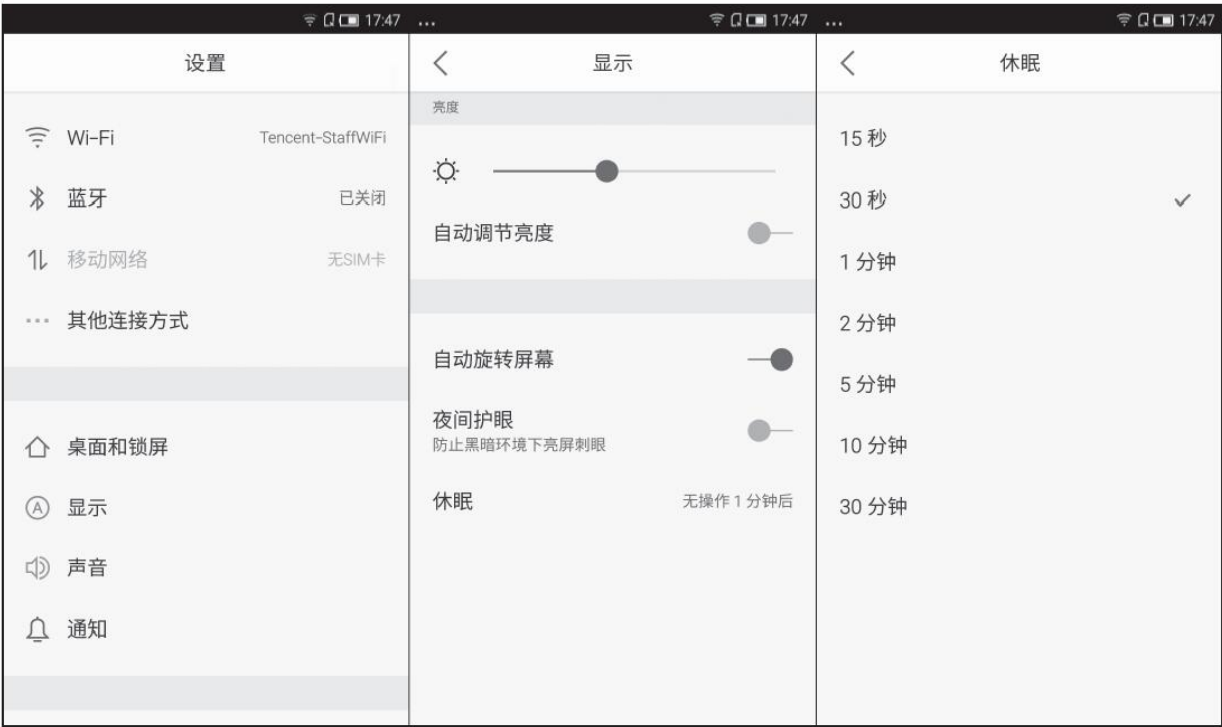 17:47
设置
Wi-Fi
Tencent-StaffWiFi
蓝牙
已关闭
移动网络
无SIM卡
其他连接方式
桌面和锁屏
显示
声音
通知
... 17:47
显示
亮度
自动调节亮度
自动旋转屏幕
夜间护眼
防止黑暗环境下亮屏刺眼
休眠
无操作 1 分钟后
... 17:47
休眠
15 秒
30 秒
1 分钟
2 分钟
5 分钟
10 分钟
30 分钟